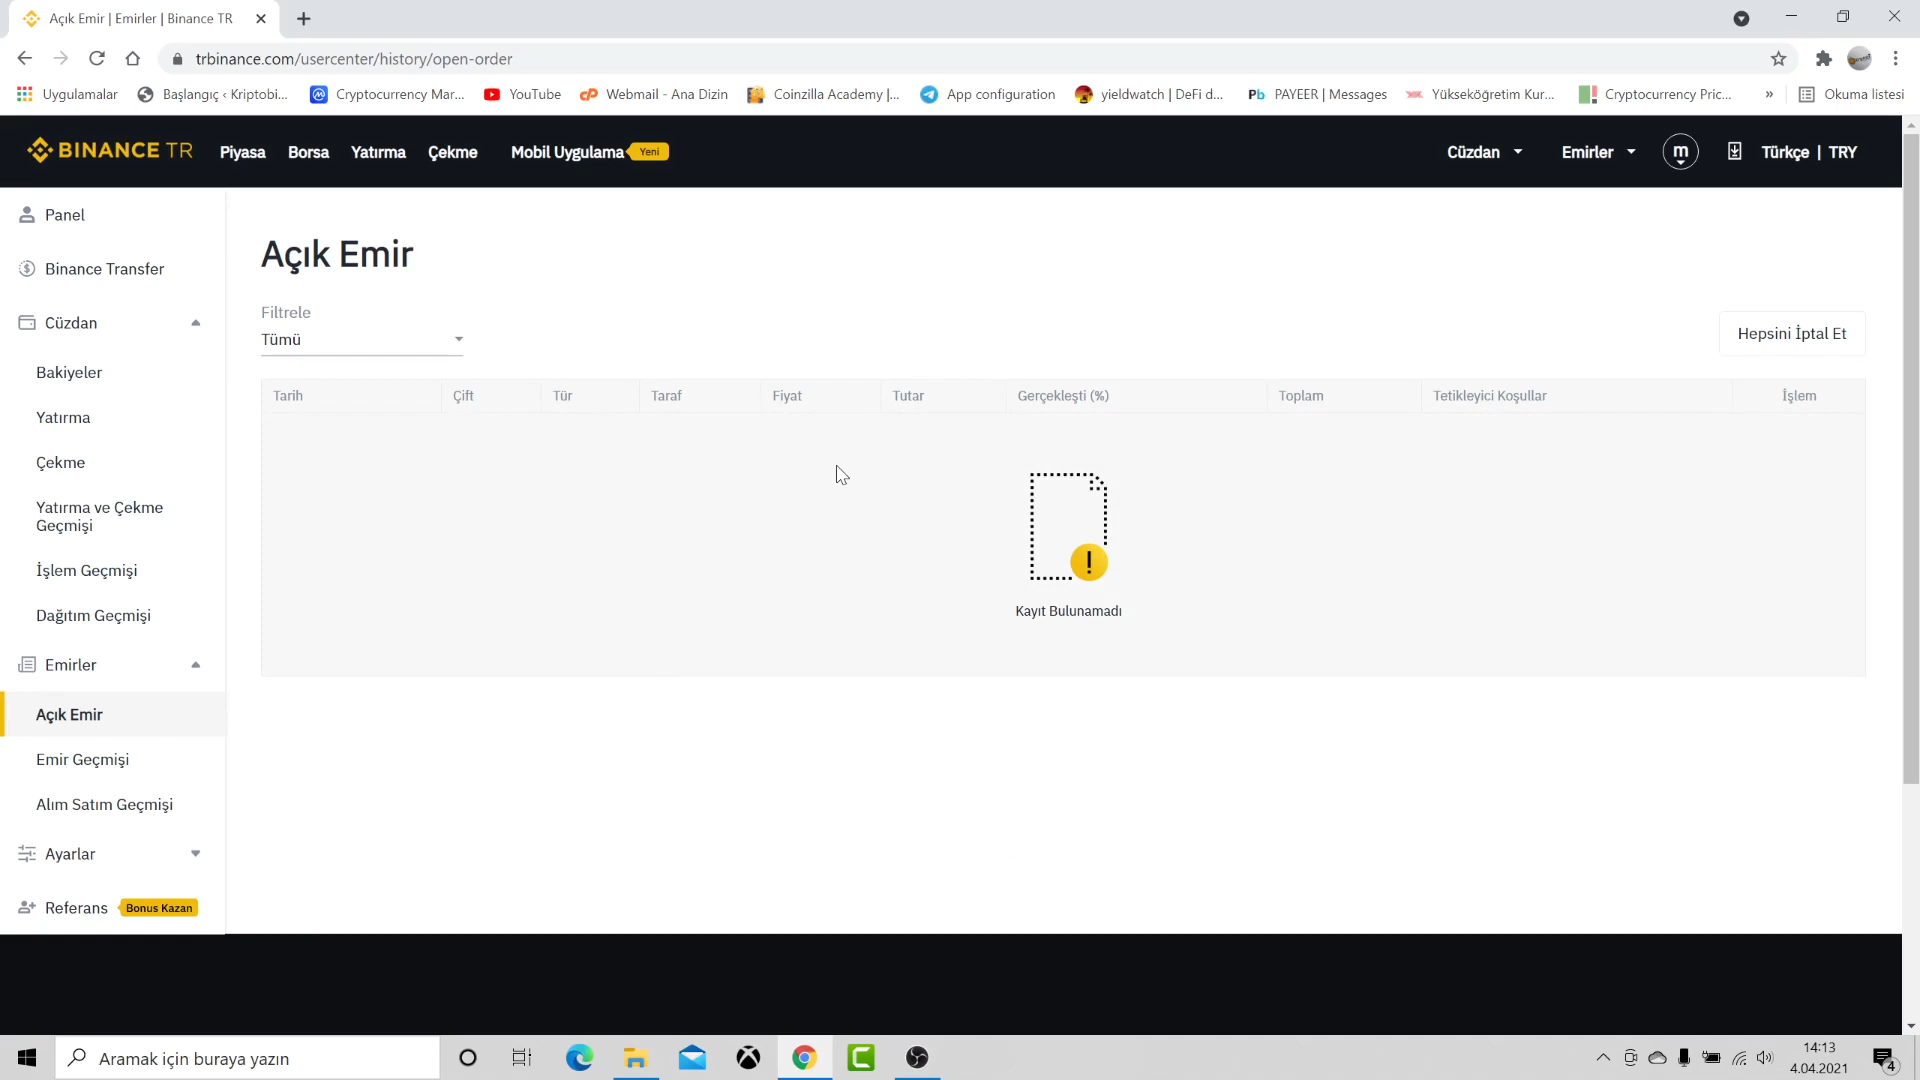 Açık Emir | Emirler | Binance TR
trbinance.com/usercenter/history/open-order
Uygulamalar
Başlangıç ‹ Kriptobi...
Cryptocurrency Mar...
YouTube
cP Webmail - Ana Dizin
Coinzilla Academy |...
App configuration
yieldwatch | DeFi d...
Pb PAYEER | Messages
Yükseköğretim Kur...
Cryptocurrency Pric...
»
Okuma listesi
BINANCE TR
Piyasa
Borsa
Yatırma
Çekme
Mobil Uygulama
Yeni
Cüzdan
Emirler
m
Türkçe | TRY
Panel
Binance Transfer
Cüzdan
Bakiyeler
Yatırma
Çekme
Yatırma ve Çekme
Geçmişi
İşlem Geçmişi
Dağıtım Geçmişi
Emirler
Açık Emir
Emir Geçmişi
Alım Satım Geçmişi
Ayarlar
Referans
Bonus Kazan
Açık Emir
Filtrele
Tümü
Hepsini İptal Et
Tarih
Çift
Tür
Taraf
Fiyat
Tutar
Gerçekleşti (%)
Toplam
Tetikleyici Koşullar
İşlem
!
Kayıt Bulunamadı
Aramak için buraya yazın
14:13
4.04.2021
4